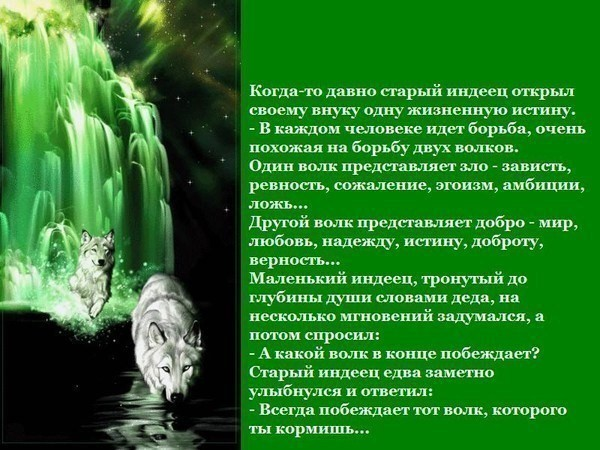 Когда-то давно старый индеец открыл
своему внуку одну жизненную истину.
- В каждом человеке идет борьба, очень
похожая на борьбу двух волков.
Один волк представляет зло - зависть,
ревность, сожаление, эгоизм, амбиции,
ложь...
Другой волк представляет добро - мир,
любовь, надежду, истину, доброту,
верность...
Маленький индеец, тронутый до
глубины души словами деда, на
несколько мгновений задумался, а
потом спросил:
- А какой волк в конце побеждает?
Старый индеец едва заметно
улыбнулся и ответил:
- Всегда побеждает тот волк, которого
ты кормишь...